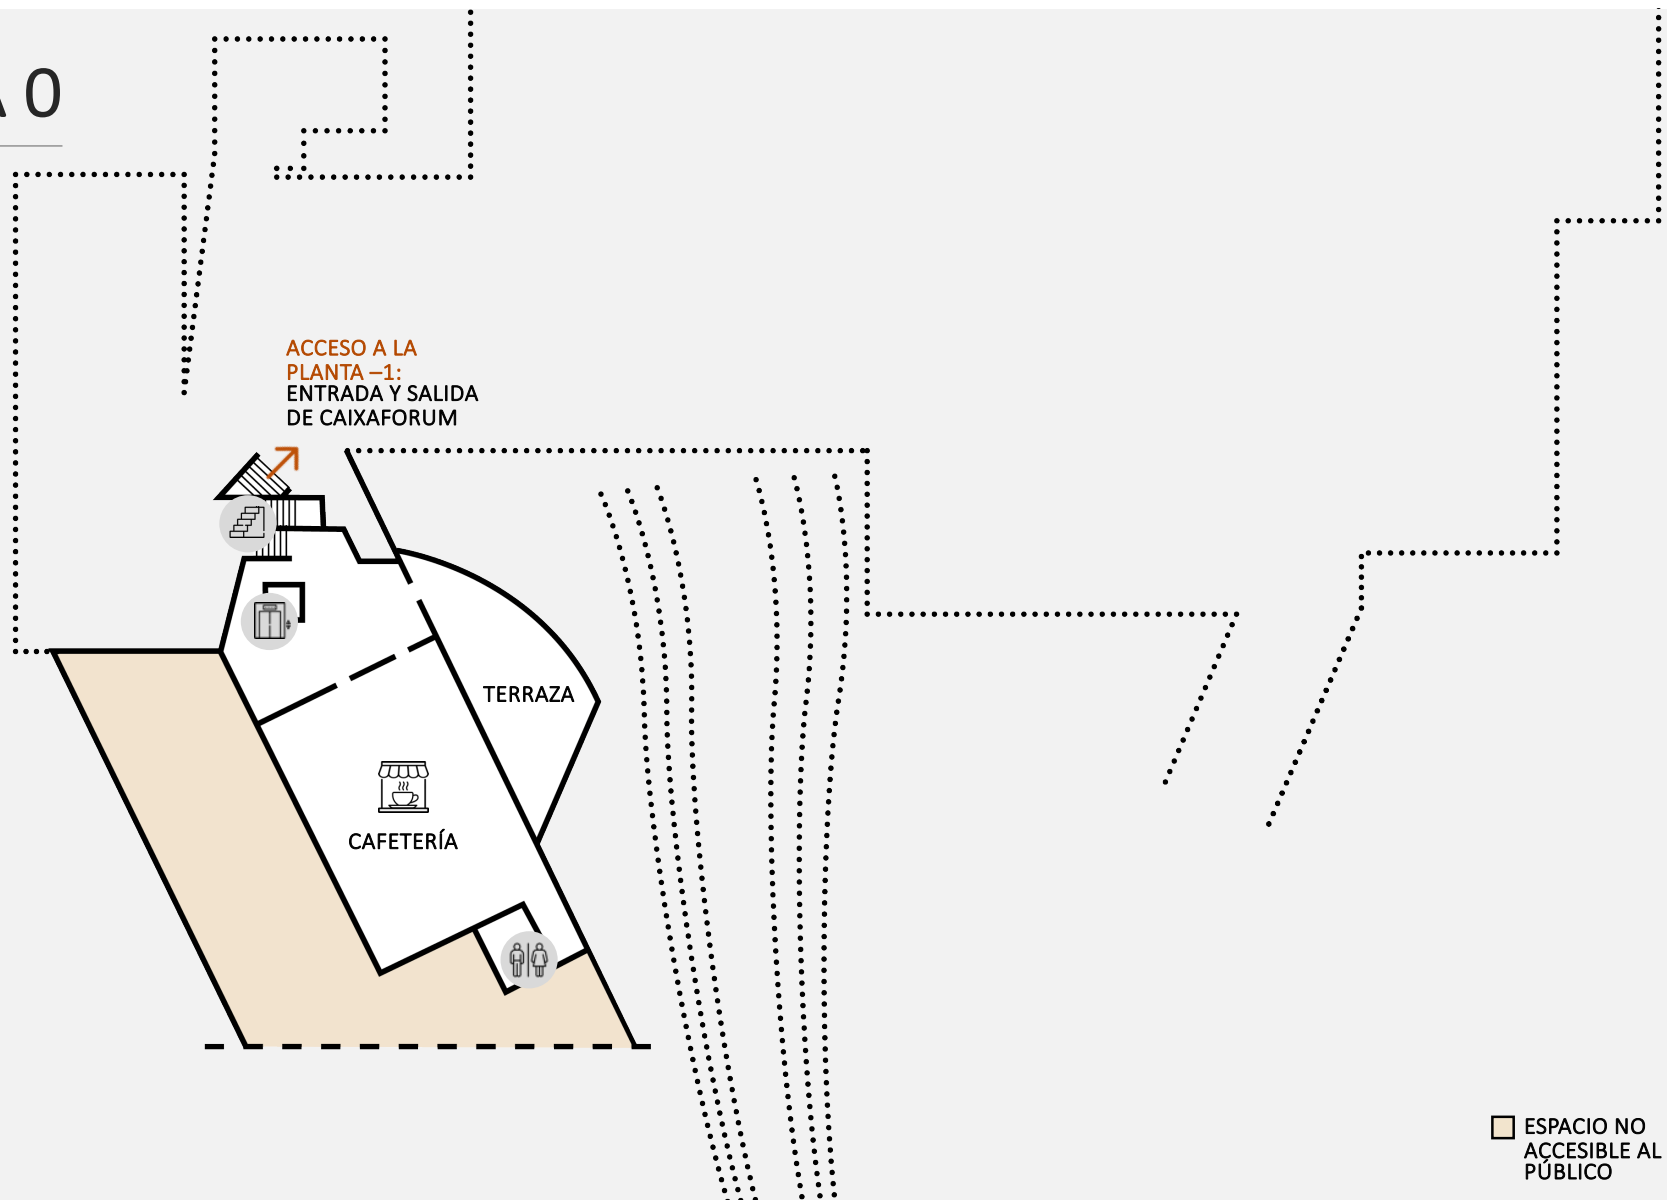 A 0
ACCESO A LA
PLANTA –1:
ENTRADA Y SALIDA
DE CAIXAFORUM
TERRAZA
CAFETERÍA
ESPACIO NO
ACCESIBLE AL
PÚBLICO